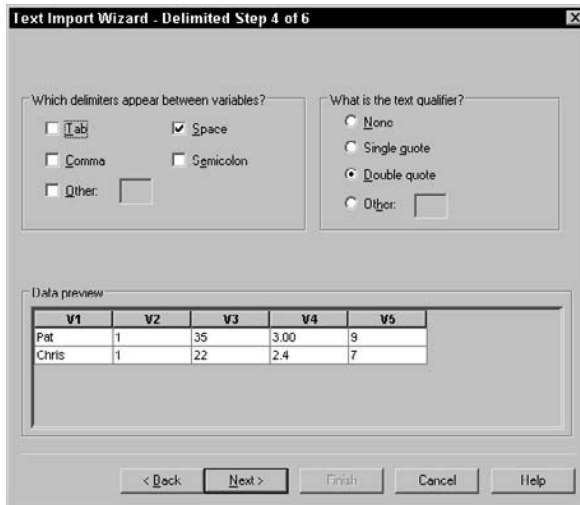 Text Import Wizard - Delimited Step 4 of 6
Which delimiters appear between variables?
Tab
Space
Comma
Semicolon
Other:
What is the text qualifier?
None
Single quote
Double quote
Other:
Data preview
V1 V2 V3 V4 V5
Pat 1 35 3.00 9
Chris 1 22 2.4 7
< Back Next > Finish Cancel Help